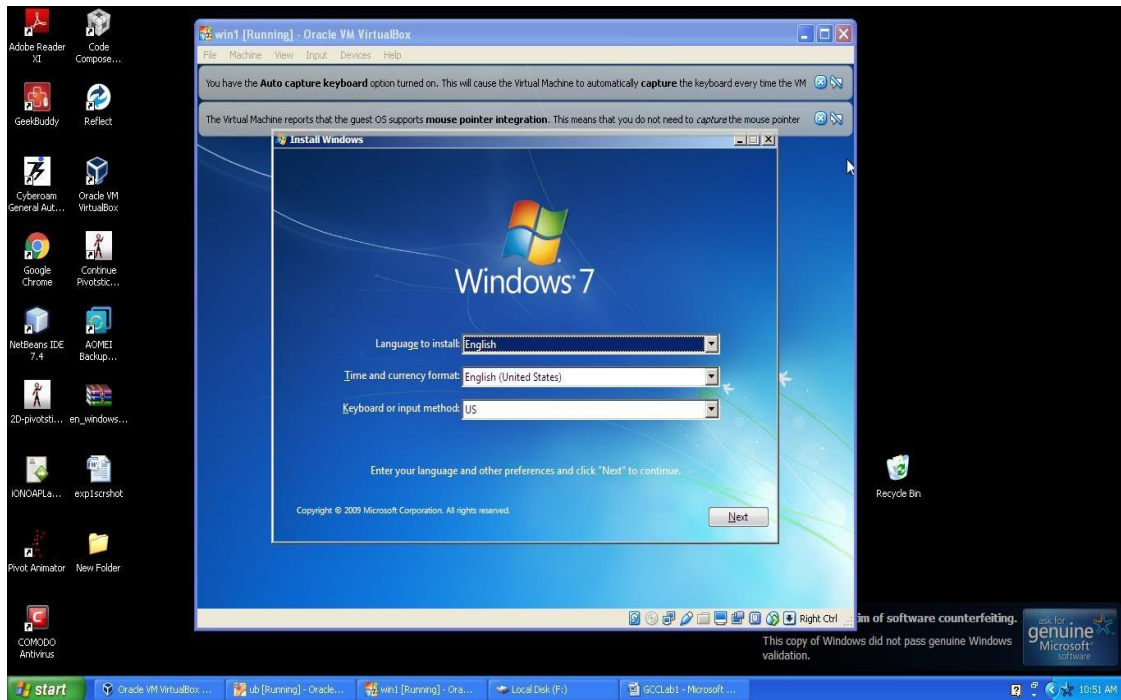 Adobe Reader
XI
Code
Compose...
GeekBuddy
Reflect
Cyberoam
General Aut...
Oracle VM
VirtualBox
Google
Chrome
Continue
Pivotstic...
NetBeans IDE
7.4
AOMEI
Backup...
2D-pivotsti...
en_windows...
iONOAPLa...
exp1scrshot
Pivot Animator
New Folder
COMODO
Antivirus
win1 [Running] - Oracle VM VirtualBox
File Machine View Input Devices Help
You have the Auto capture keyboard option turned on. This will cause the Virtual Machine to automatically capture the keyboard every time the VM
The Virtual Machine reports that the guest OS supports mouse pointer integration. This means that you do not need to capture the mouse pointer
Install Windows
Windows 7
Language to install: English
Time and currency format: English (United States)
Keyboard or input method: US
Enter your language and other preferences and click "Next" to continue.
Copyright © 2009 Microsoft Corporation. All rights reserved.
Next
Right Ctrl
Recycle Bin
im of software counterfeiting.
This copy of Windows did not pass genuine Windows
validation.
ask for
genuine
Microsoft
software
start
Oracle VM VirtualBox ...
ub [Running] - Oracle...
win1 [Running] - Ora...
Local Disk (F:)
GCCLab1 - Microsoft ...
10:51 AM